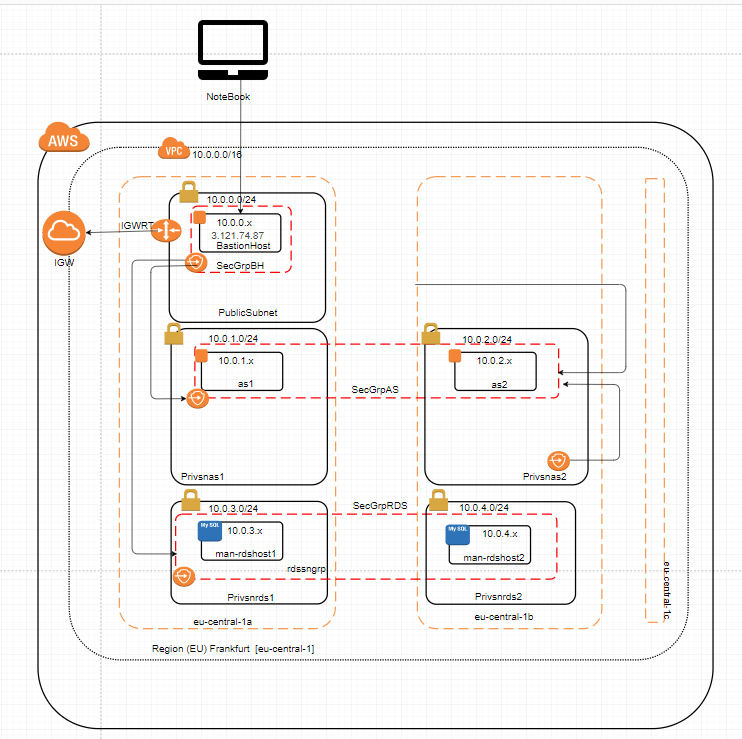 NoteBook
AWS
VPC
10.0.0.0/16
10.0.0.0/24
IGWRT
10.0.0.x
3.121.74.87
BastionHost
IGW
SecGrpBH
PublicSubnet
10.0.1.0/24
10.0.2.0/24
10.0.1.x
10.0.2.x
as1
as2
SecGrpAS
Privsnas1
Privsnas2
10.0.3.0/24
SecGrpRDS
10.0.4.0/24
My SQL
10.0.3.x
My SQL
10.0.4.x
man-rdshost1
man-rdshost2
rdssngrp
Privsnrds1
Privsnrds2
eu-central-1a
eu-central-1b
eu-central-1c
Region (EU) Frankfurt [eu-central-1]